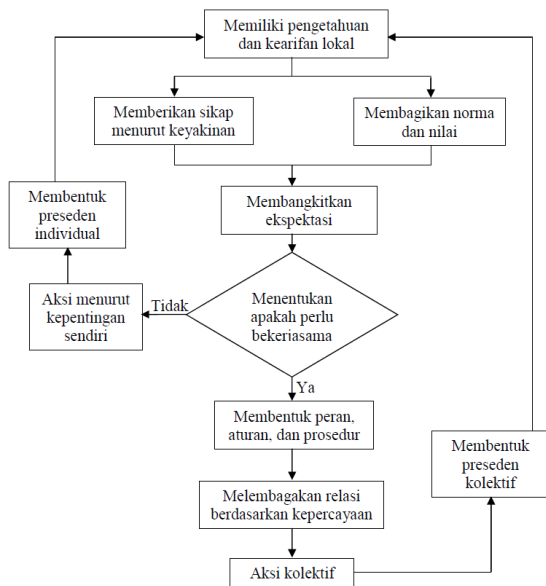 Memiliki pengetahuan
dan kearifan lokal
Memberikan sikap
menurut keyakinan
Membagikan norma
dan nilai
Membangkitkan
ekspektasi
Membentuk
preseden
individual
Aksi menurut
kepentingan
sendiri
Tidak
Menentukan
apakah perlu
bekeriasama
Ya
Membentuk peran,
aturan, dan prosedur
Melembagakan relasi
berdasarkan kepercayaan
Membentuk
preseden
kolektif
Aksi kolektif